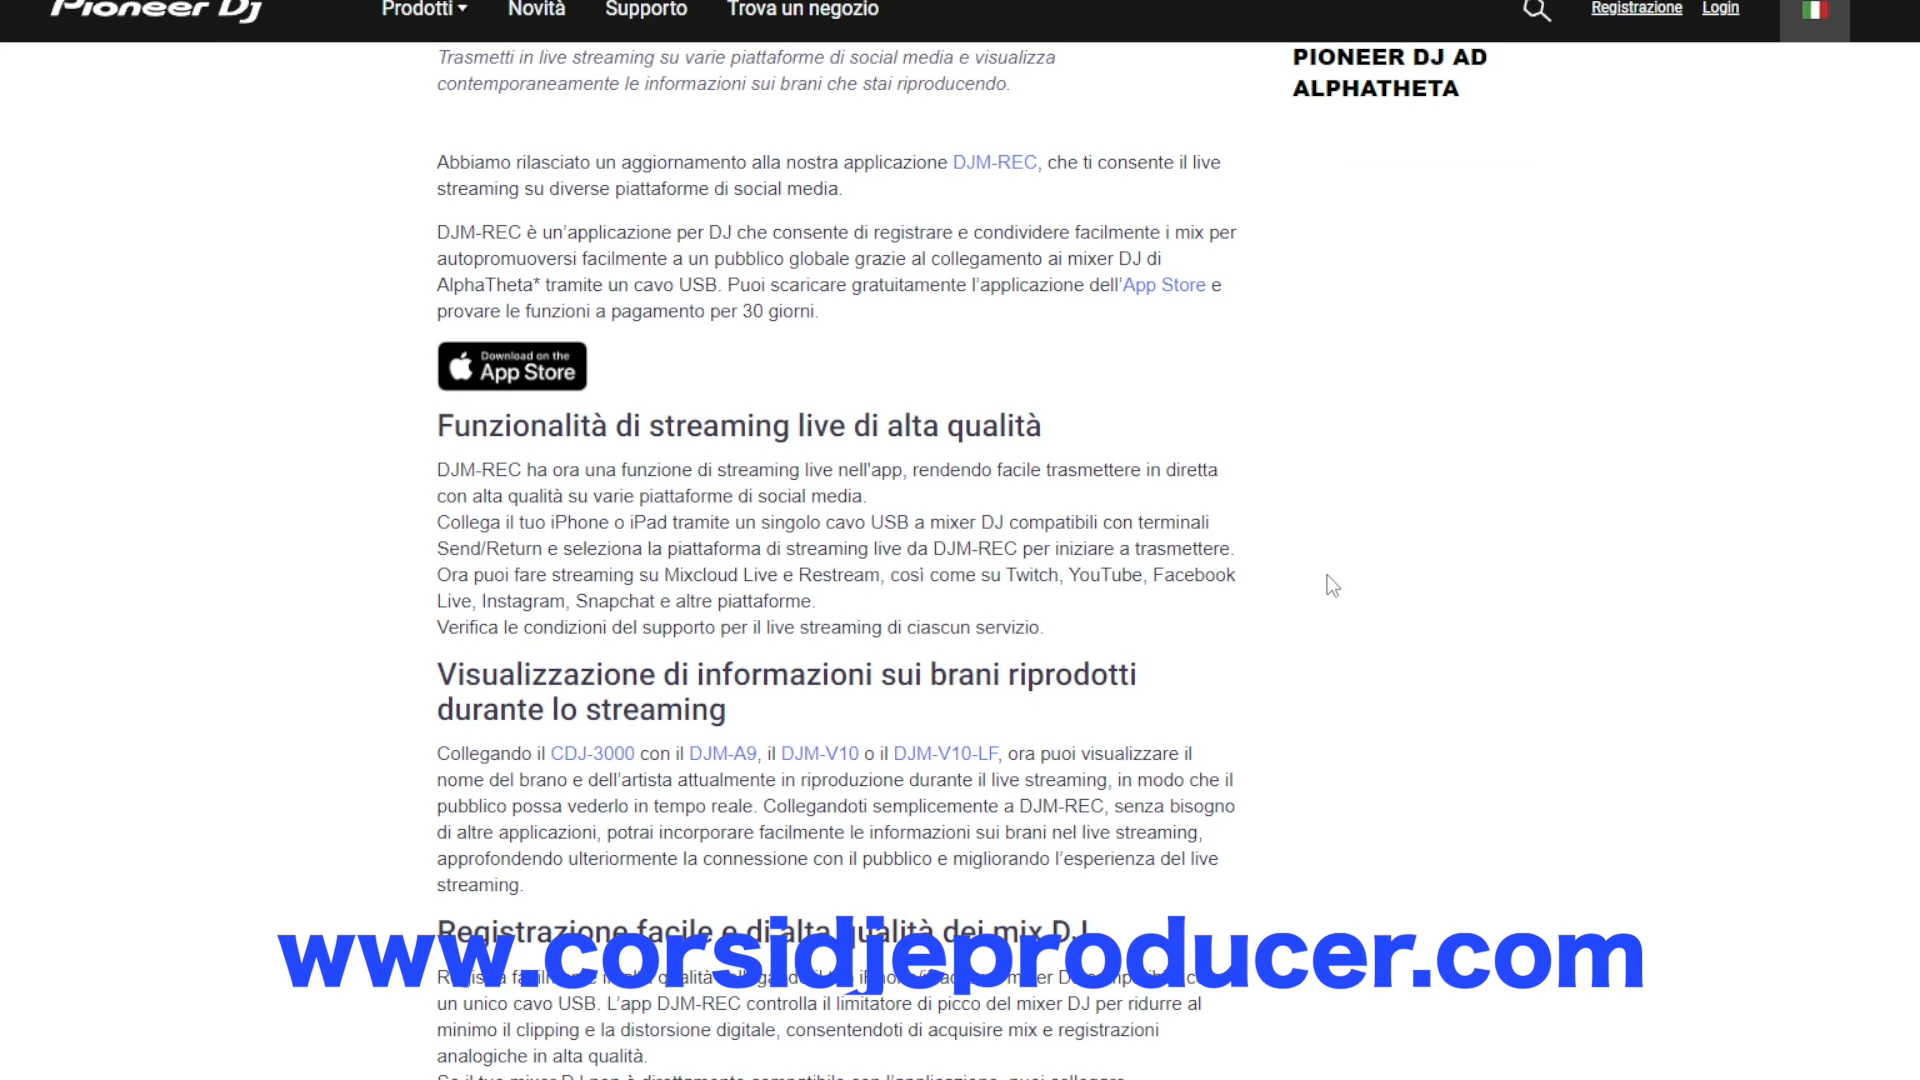 Pioneer Dj
Prodotti
Novità
Supporto
Trova un negozio
Registrazione
Login
Trasmetti in live streaming su varie piattaforme di social media e visualizza
contemporaneamente le informazioni sui brani che stai riproducendo.
PIONEER DJ AD
ALPHATHETA
Abbiamo rilasciato un aggiornamento alla nostra applicazione DJM-REC, che ti consente il live
streaming su diverse piattaforme di social media.
DJM-REC è un’applicazione per DJ che consente di registrare e condividere facilmente i mix per
autopromuoversi facilmente a un pubblico globale grazie al collegamento ai mixer DJ di
AlphaTheta* tramite un cavo USB. Puoi scaricare gratuitamente l’applicazione dell’App Store e
provare le funzioni a pagamento per 30 giorni.
Download on the
App Store
Funzionalità di streaming live di alta qualità
DJM-REC ha ora una funzione di streaming live nell'app, rendendo facile trasmettere in diretta
con alta qualità su varie piattaforme di social media.
Collega il tuo iPhone o iPad tramite un singolo cavo USB a mixer DJ compatibili con terminali
Send/Return e seleziona la piattaforma di streaming live da DJM-REC per iniziare a trasmettere.
Ora puoi fare streaming su Mixcloud Live e Restream, così come su Twitch, YouTube, Facebook
Live, Instagram, Snapchat e altre piattaforme.
Verifica le condizioni del supporto per il live streaming di ciascun servizio.
Visualizzazione di informazioni sui brani riprodotti
durante lo streaming
Collegando il CDJ-3000 con il DJM-A9, il DJM-V10 o il DJM-V10-LF, ora puoi visualizzare il
nome del brano e dell’artista attualmente in riproduzione durante il live streaming, in modo che il
pubblico possa vederlo in tempo reale. Collegandoti semplicemente a DJM-REC, senza bisogno
di altre applicazioni, potrai incorporare facilmente le informazioni sui brani nel live streaming,
approfondendo ulteriormente la connessione con il pubblico e migliorando l’esperienza del live
streaming.
Registrazione facile e di alta qualità dei mix DJ
www.corsidjeproducer.com
un unico cavo USB. L’app DJM-REC controlla il limitatore di picco del mixer DJ per ridurre al
minimo il clipping e la distorsione digitale, consentendoti di acquisire mix e registrazioni
analogiche in alta qualità.